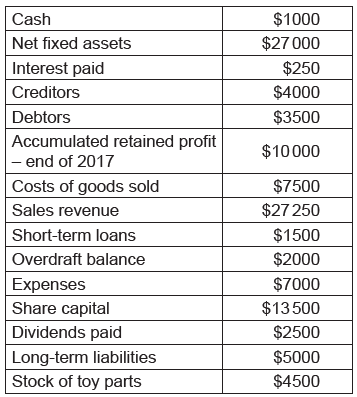 Cash $1000
Net fixed assets $27 000
Interest paid $250
Creditors $4000
Debtors $3500
Accumulated retained profit
– end of 2017 $10 000
Costs of goods sold $7500
Sales revenue $27 250
Short-term loans $1500
Overdraft balance $2000
Expenses $7000
Share capital $13 500
Dividends paid $2500
Long-term liabilities $5000
Stock of toy parts $4500